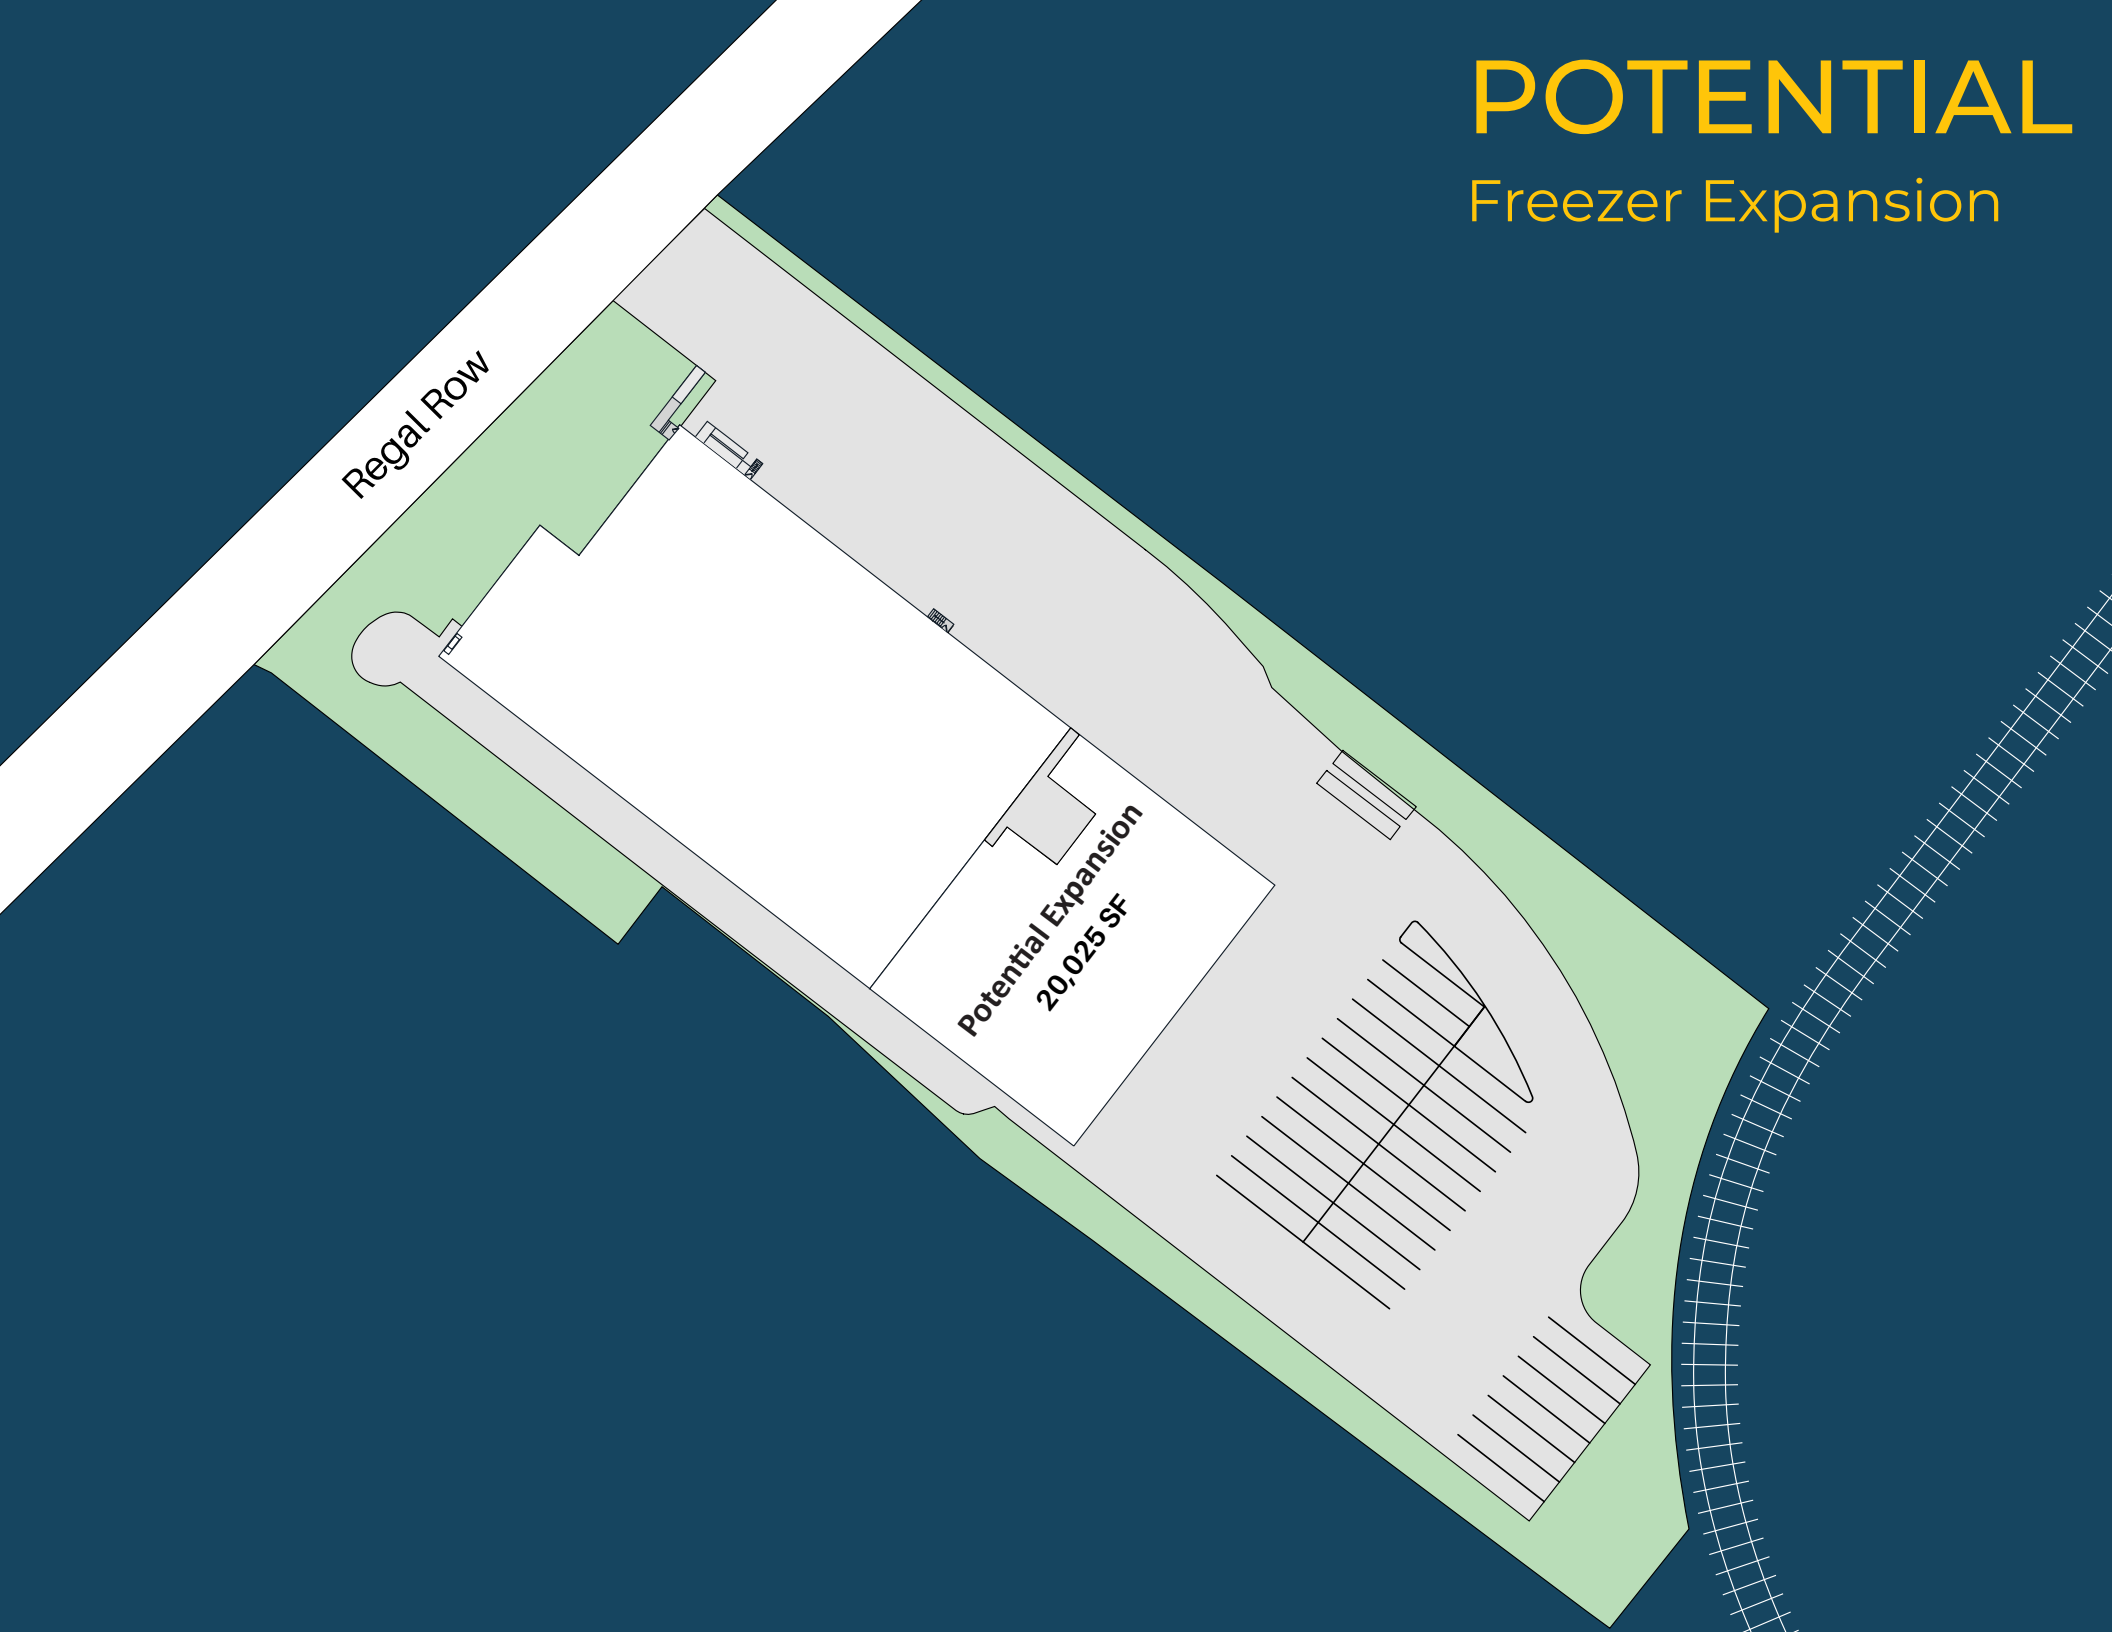 POTENTIAL
Freezer Expansion
Regal Row
Potential Expansion
20,025 SF